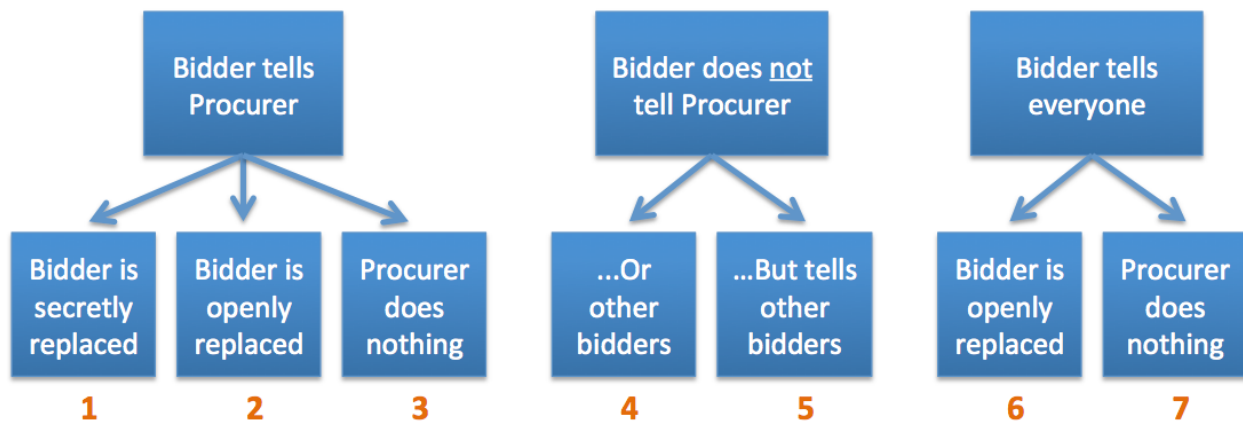 Bidder tells
Procurer
Bidder does not
tell Procurer
Bidder tells
everyone
Bidder is
secretly
replaced
Bidder is
openly
replaced
Procurer
does
nothing
...Or
other
bidders
...But tells
other
bidders
Bidder is
openly
replaced
Procurer
does
nothing
1
2
3
4
5
6
7